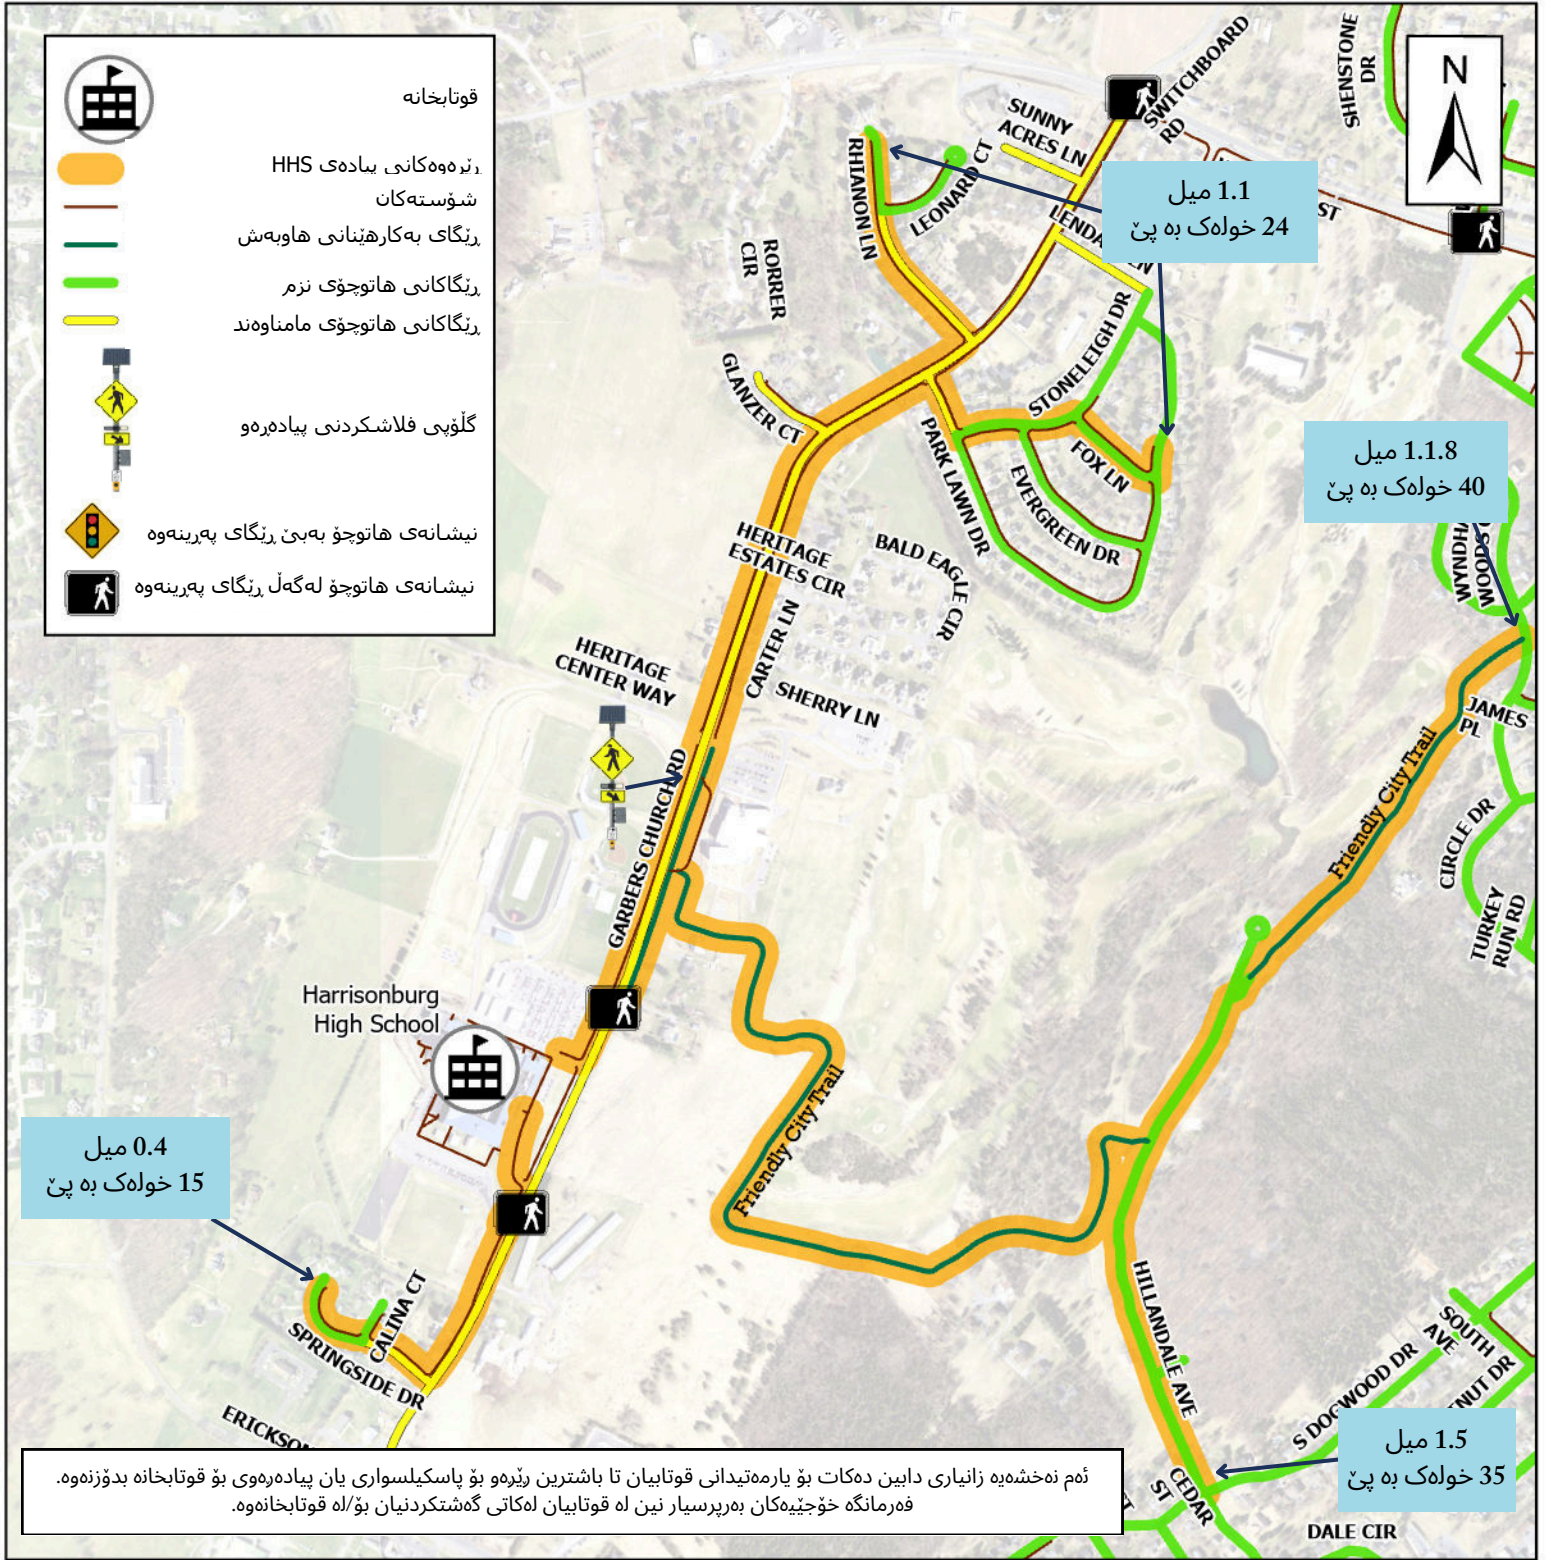 قوتابخانە
ڕێرەوەکانی پیادەی HHS
شۆستەکان
ڕێگای بەکارهێنانی هاوبەش
ڕێگاکانی هاتوچۆی نزم
ڕێگاکانی هاتوچۆی مامناوەند
گڵۆپی فلاشکردنی پیادەڕەو
نیشانەی هاتوچۆ بەبێ ڕێگای پەڕینەوە
نیشانەی هاتوچۆ لەگەڵ ڕێگای پەڕینەوە
N
SHENSTONE
DR
SWITCHBOARD
RD
SUNNY
ACRES LN
RHIANON LN
LEONARD CT
ST
1.1 میل
24 خولەک بە پێ
RORRER
CIR
STONELEIGH DR
GLANZER CT
PARK LAWN DR
FOX LN
EVERGREEN DR
1.1.8 میل
40 خولەک بە پێ
HERITAGE
ESTATES CIR
BALD EAGLE CIR
CARTER LN
HERITAGE
CENTER WAY
SHERRY LN
JAMES
PL
GARBERS CHURCH RD
Friendly City Trail
CIRCLE DR
TURKEY
RUN RD
Harrisonburg
High School
Friendly City Trail
0.4 میل
15 خولەک بە پێ
CALINA CT
SPRINGSIDE DR
HILLANDALE AVE
SOUTH
AVE
S DOGWOOD DR
1.5 میل
35 خولەک بە پێ
CEDAR
ST
DALE CIR
ئەم نەخشەیە زانیاری دابین دەکات بۆ یارمەتیدانی قوتابیان تا باشترین ڕێڕەو بۆ پاسکیلسواری یان پیادەڕەوی بۆ قوتابخانە بدۆزنەوە.
فەرمانگە خۆجێیەکان بەرپرسیار نین لە قوتابیان لەکاتی گەشتکردنیان بۆ/لە قوتابخانەوە.